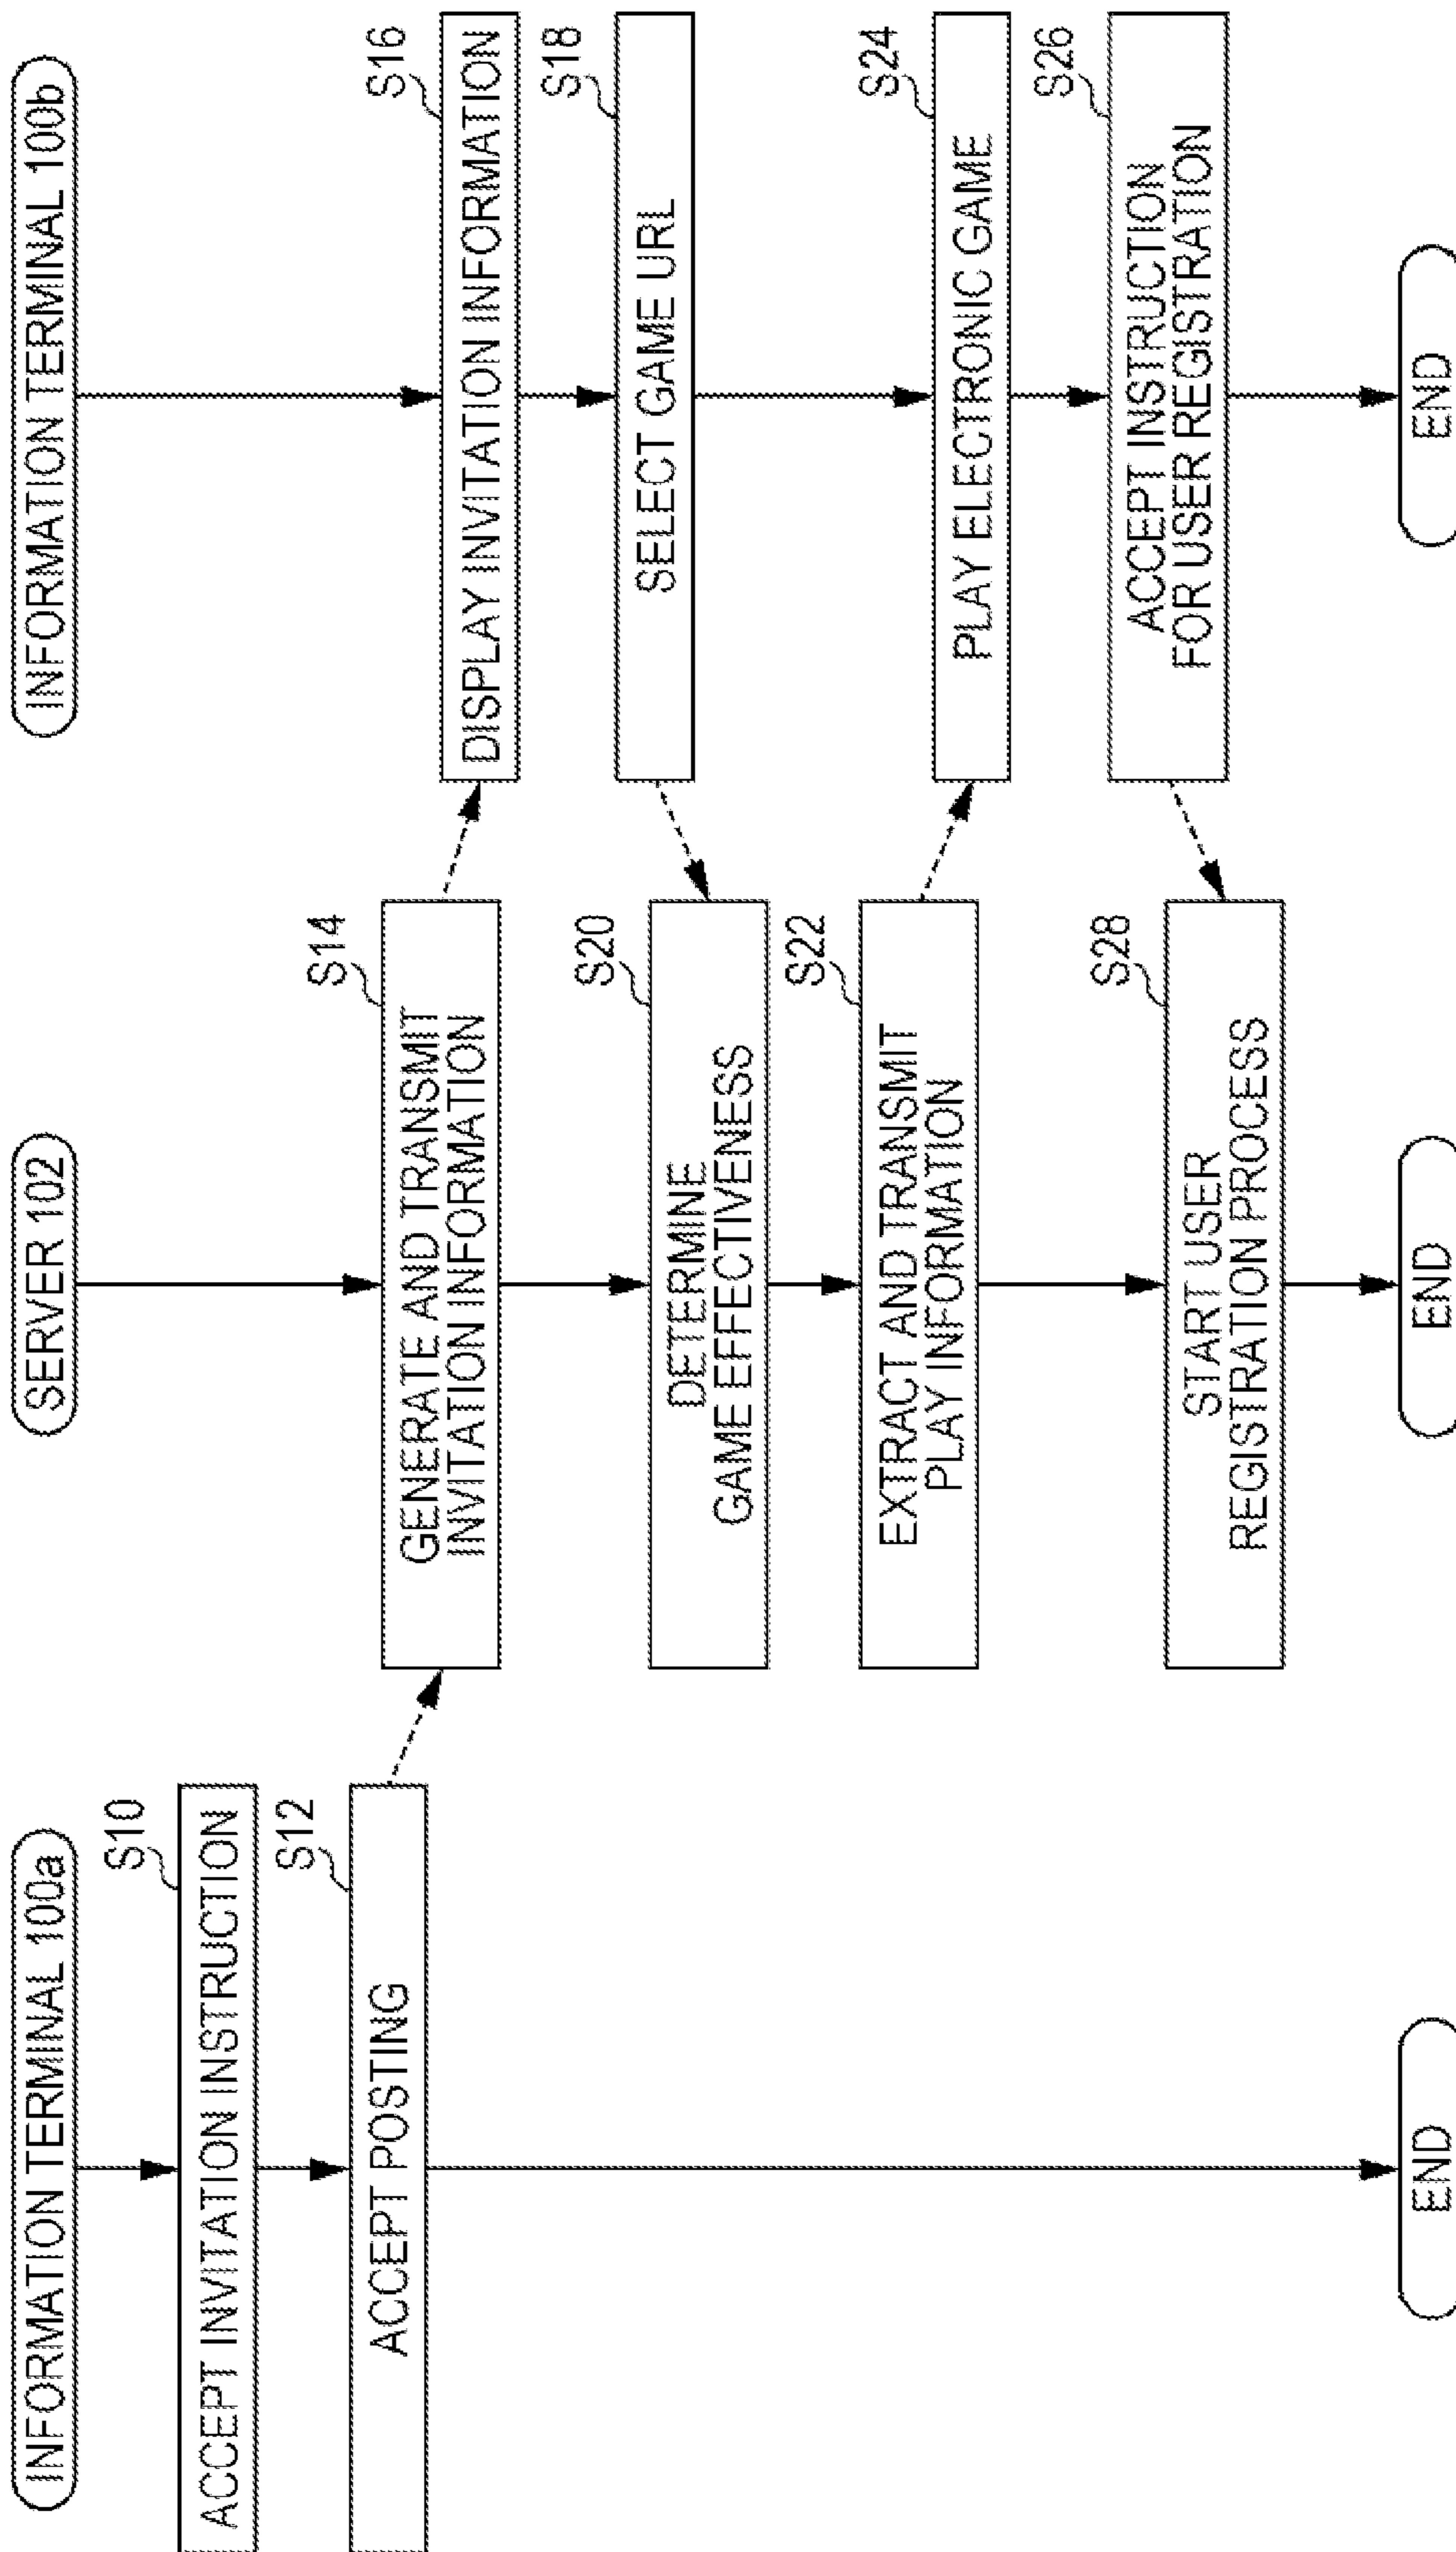 INFORMATION TERMINAL 100a
SERVER 102
INFORMATION TERMINAL 100b
S10
ACCEPT INVITATION INSTRUCTION
S12
ACCEPT POSTING
S14
GENERATE AND TRANSMIT
INVITATION INFORMATION
S16
DISPLAY INVITATION INFORMATION
S18
SELECT GAME URL
S20
DETERMINE
GAME EFFECTIVENESS
S22
EXTRACT AND TRANSMIT
PLAY INFORMATION
S24
PLAY ELECTRONIC GAME
S26
ACCEPT INSTRUCTION
FOR USER REGISTRATION
S28
START USER
REGISTRATION PROCESS
END
END
END